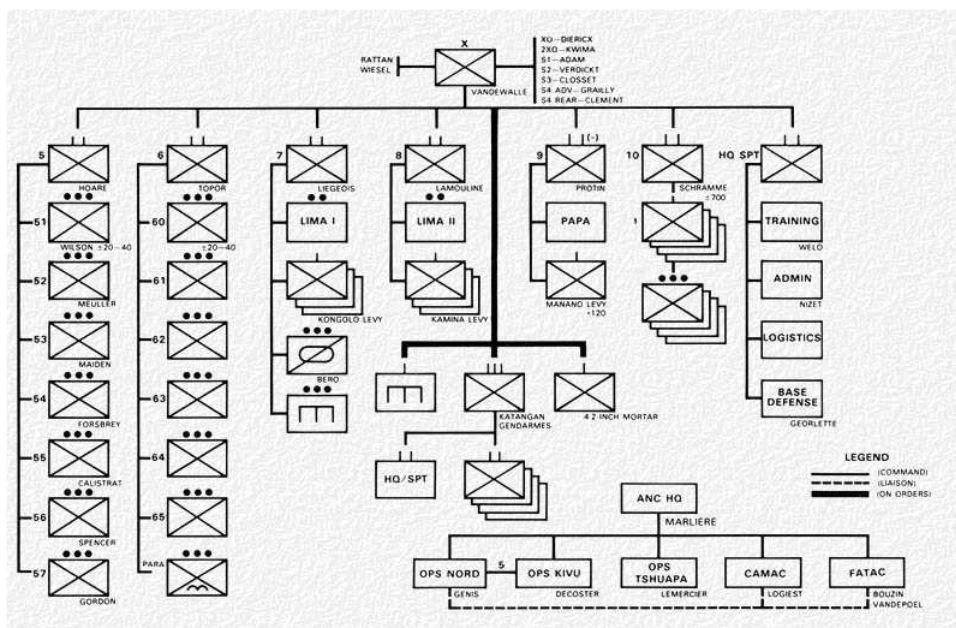 X
RATTAN
WIESEL
VANDEWALLE
XO—DIERICX
2XO—KWIMA
S1—ADAM
S2—VERDICKT
S3—CLOSSET
S4 ADV—GRAILLY
S4 REAR—CLEMENT
5
HOARE
51
WILSON ±20—40
52
MEULLER
53
MAIDEN
54
FORSBREY
55
CALISTRAT
56
SPENCER
57
GORDON
6
TOPOR
60
±20—40
61
62
63
64
65
PARA
7
LIEGEOIS
LIMA I
KONGOLO LEVY
BERO
8
LAMOULINE
LIMA II
KAMINA LEVY
9
(-)
PROTIN
PAPA
MANANO LEVY
±120
10
SCHRAMME
±700
1
HQ SPT
TRAINING
WELO
ADMIN
NIZET
LOGISTICS
BASE
DEFENSE
GEORLETTE
KATANGAN
GENDARMES
4.2 INCH MORTAR
HQ/SPT
LEGEND
(COMMAND)
(LIAISON)
(ON ORDERS)
ANC HQ
MARLIERE
OPS NORD
GENIS
5
OPS KIVU
DECOSTER
OPS
TSHUAPA
LEMERCIER
CAMAC
LOGIEST
FATAC
BOUZIN
VANDEPOEL